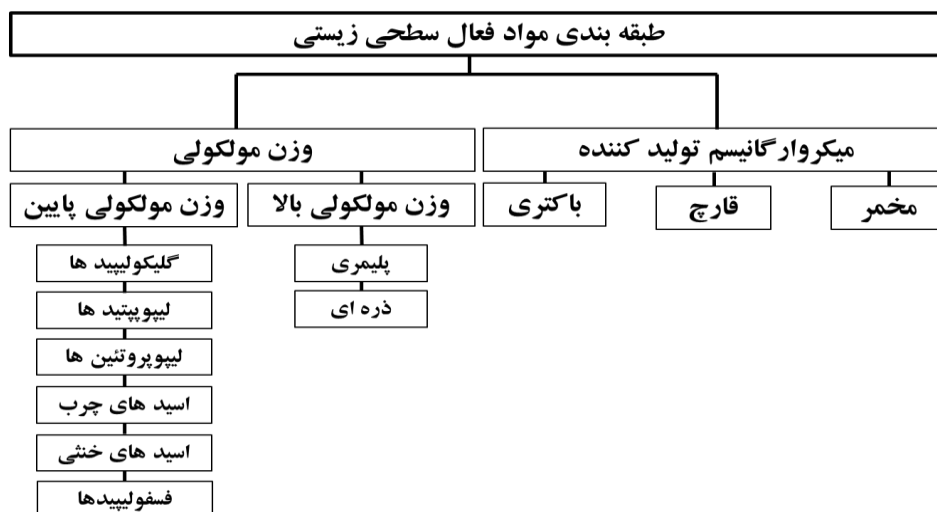 طبقه بندی مواد فعال سطحی زیستی
میکروارگانیسم تولید کننده
وزن مولکولی
مخمر
قارچ
باکتری
وزن مولکولی بالا
وزن مولکولی پایین
پلیمری
ذره ای
گلیکولیپید ها
لیپوپپتید ها
لیپوپروتئین ها
اسید های چرب
اسید های خنثی
فسفولیپیدها